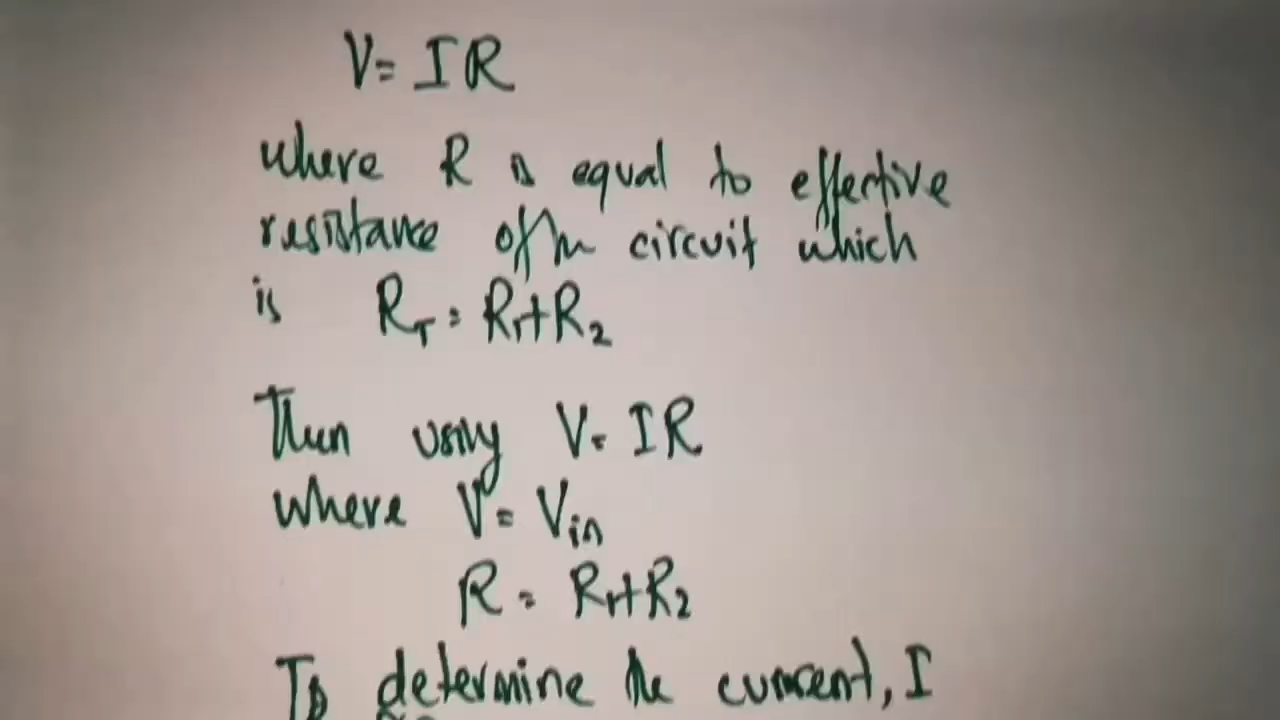 V = IR
where R is equal to effective
resistance of the circuit which
is R_T = R_1 + R_2
Then using V = IR
where V = Vin
R = R_1 + R_2
To determine the current, I